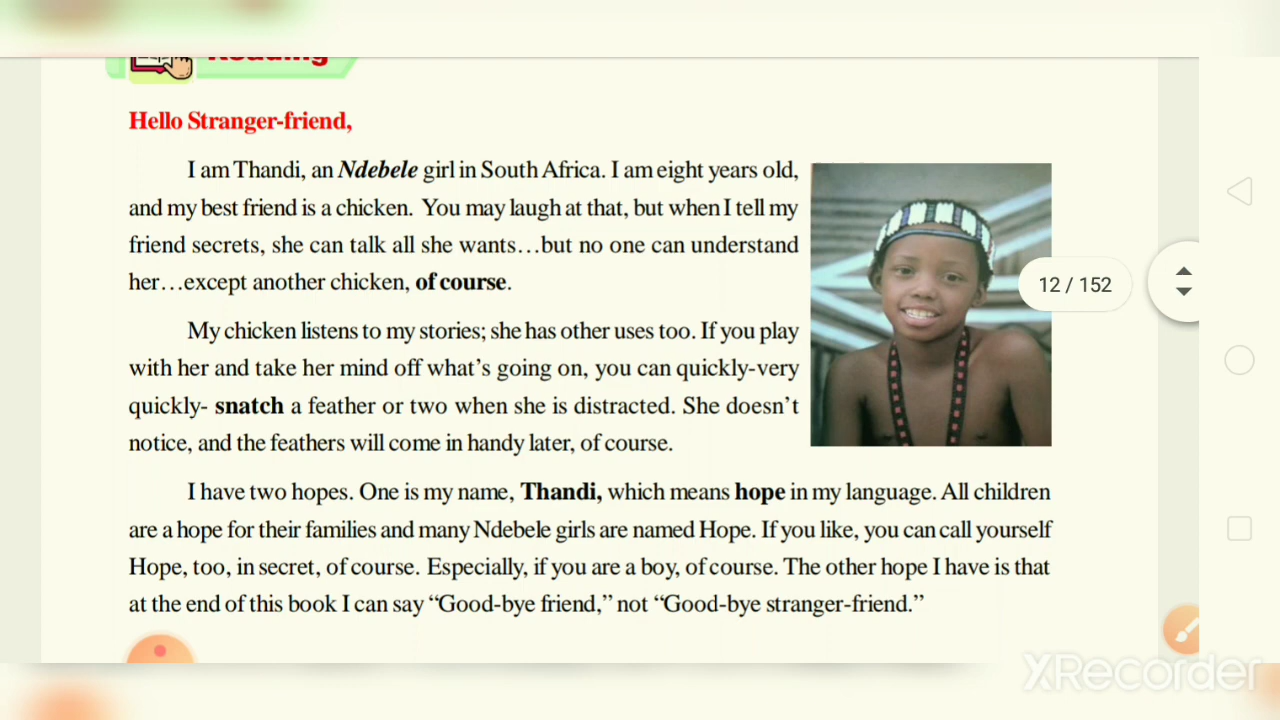 Reading
Hello Stranger-friend,
I am Thandi, an Ndebele girl in South Africa. I am eight years old,
and my best friend is a chicken. You may laugh at that, but when I tell my
friend secrets, she can talk all she wants…but no one can understand
her…except another chicken, of course.
My chicken listens to my stories; she has other uses too. If you play
with her and take her mind off what's going on, you can quickly-very
quickly- snatch a feather or two when she is distracted. She doesn't
notice, and the feathers will come in handy later, of course.
I have two hopes. One is my name, Thandi, which means hope in my language. All children
are a hope for their families and many Ndebele girls are named Hope. If you like, you can call yourself
Hope, too, in secret, of course. Especially, if you are a boy, of course. The other hope I have is that
at the end of this book I can say “Good-bye friend,” not “Good-bye stranger-friend.”
12 / 152
XRecorder